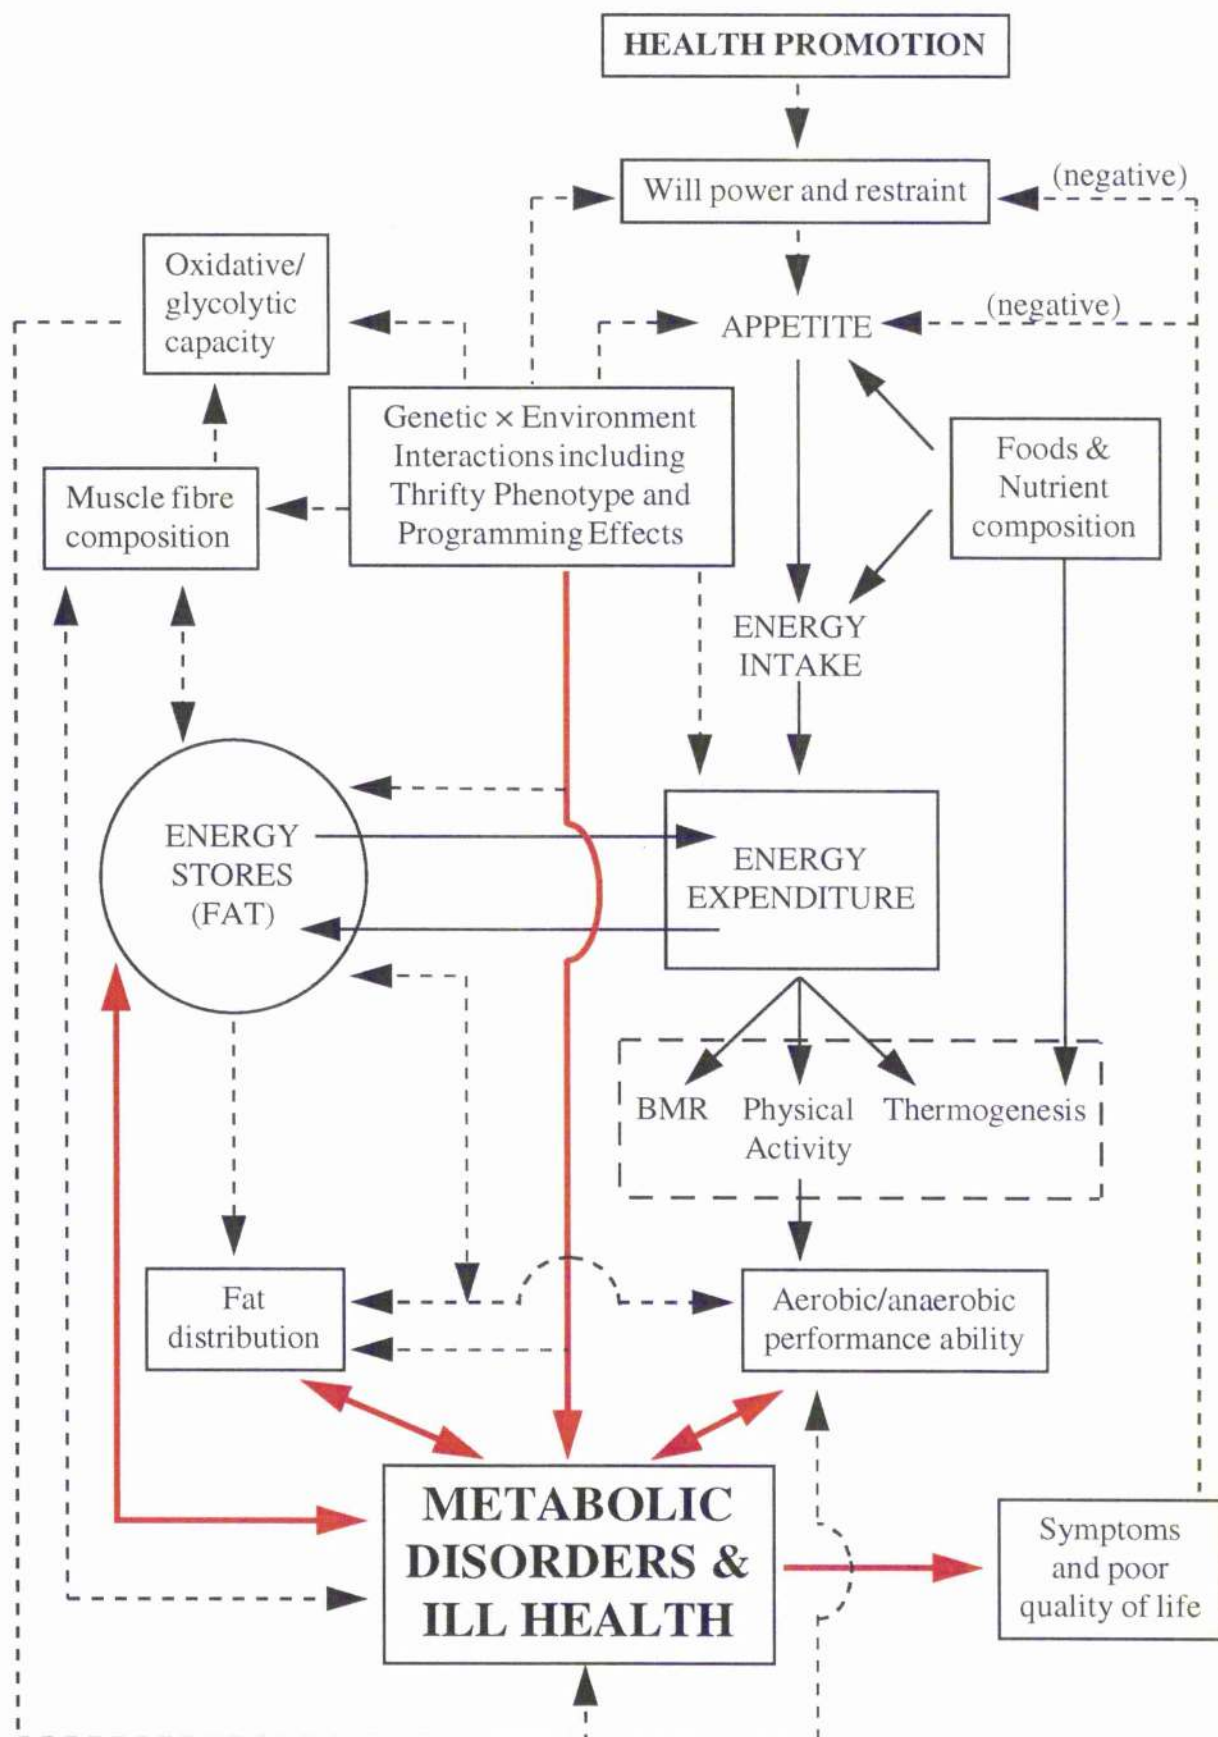 HEALTH PROMOTION
Will power and restraint
(negative)
Oxidative/
glycolytic
capacity
APPETITE
(negative)
Genetic × Environment
Interactions including
Thrifty Phenotype and
Programming Effects
Foods &
Nutrient
composition
Muscle fibre
composition
ENERGY
INTAKE
ENERGY
STORES
(FAT)
ENERGY
EXPENDITURE
BMR
Physical
Activity
Thermogenesis
Fat
distribution
Aerobic/anaerobic
performance ability
METABOLIC
DISORDERS &
ILL HEALTH
Symptoms
and poor
quality of life